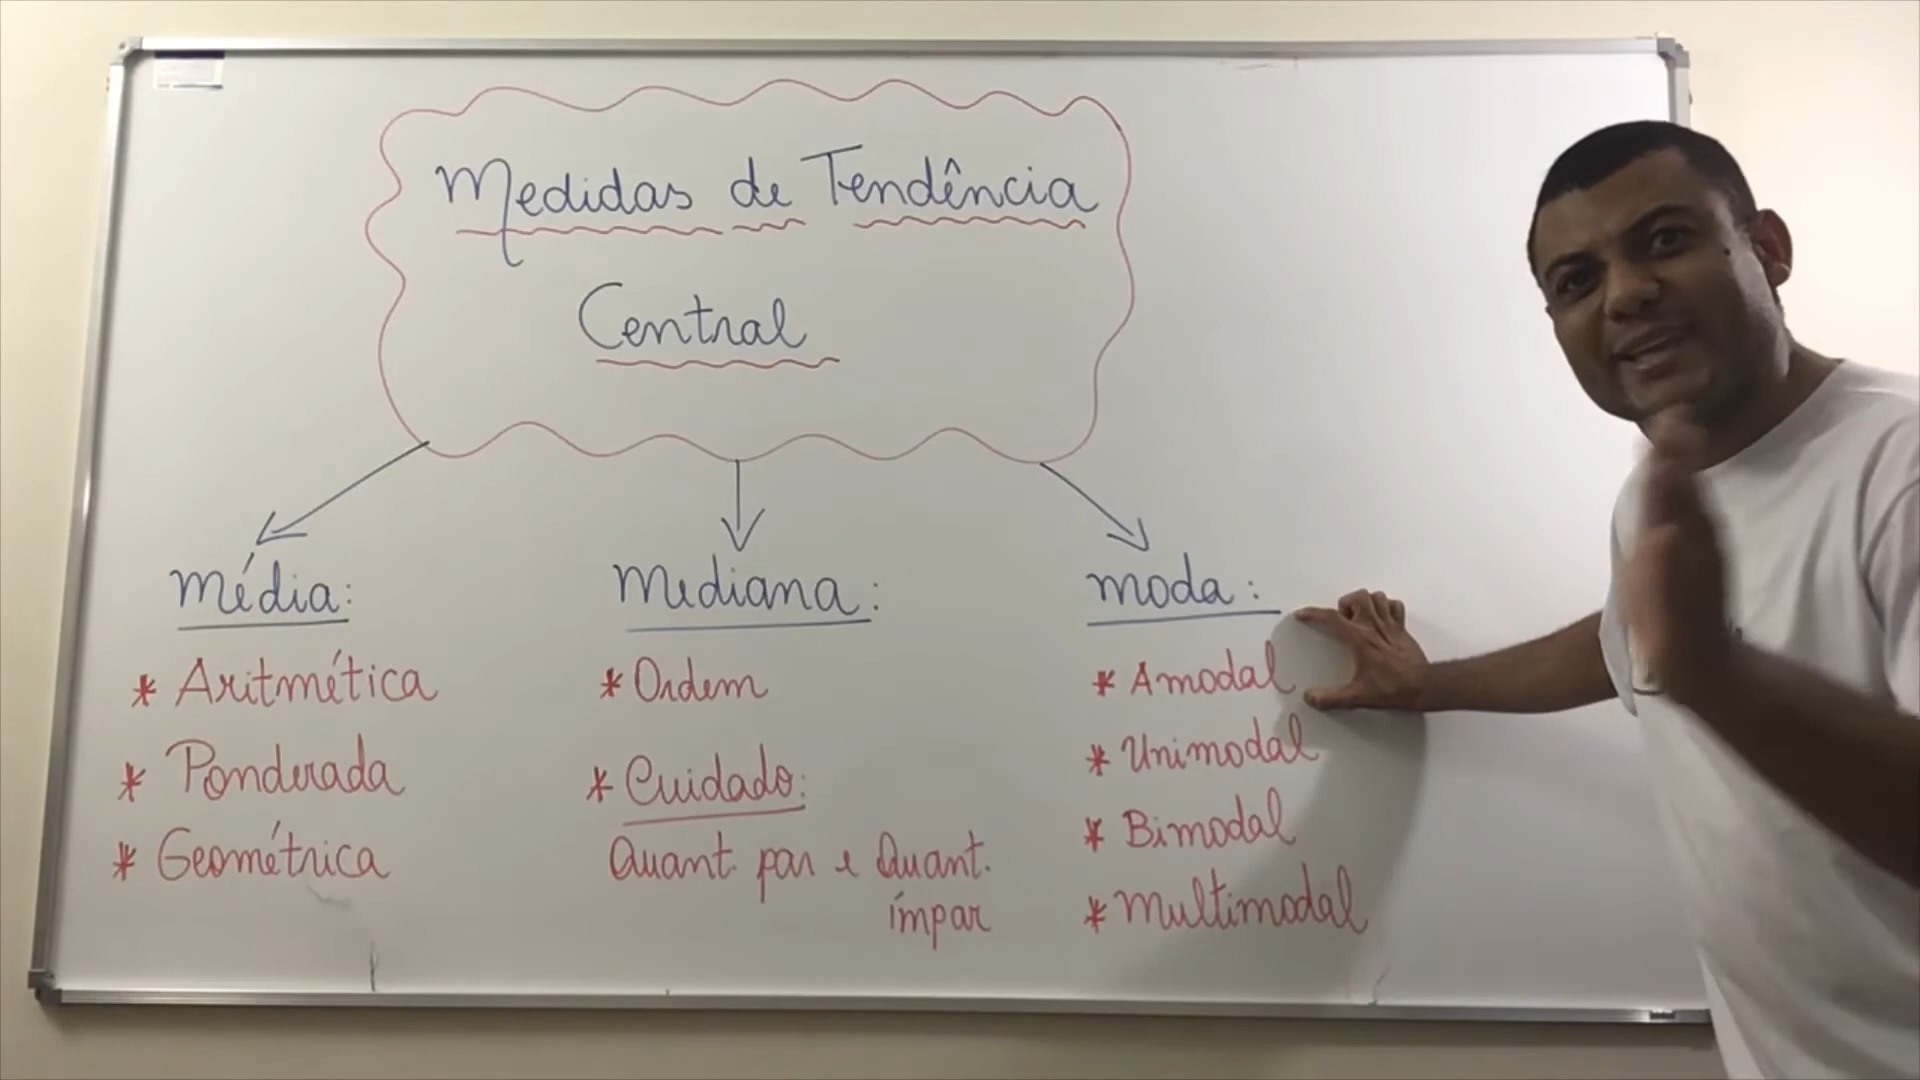 Medidas de Tendência
Central
Média:
* Aritmética
* Ponderada
* Geométrica
Mediana:
* Ordem
* Cuidado:
Quant. par e Quant.
ímpar
Moda:
* Amodal
* Unimodal
* Bimodal
* Multimodal